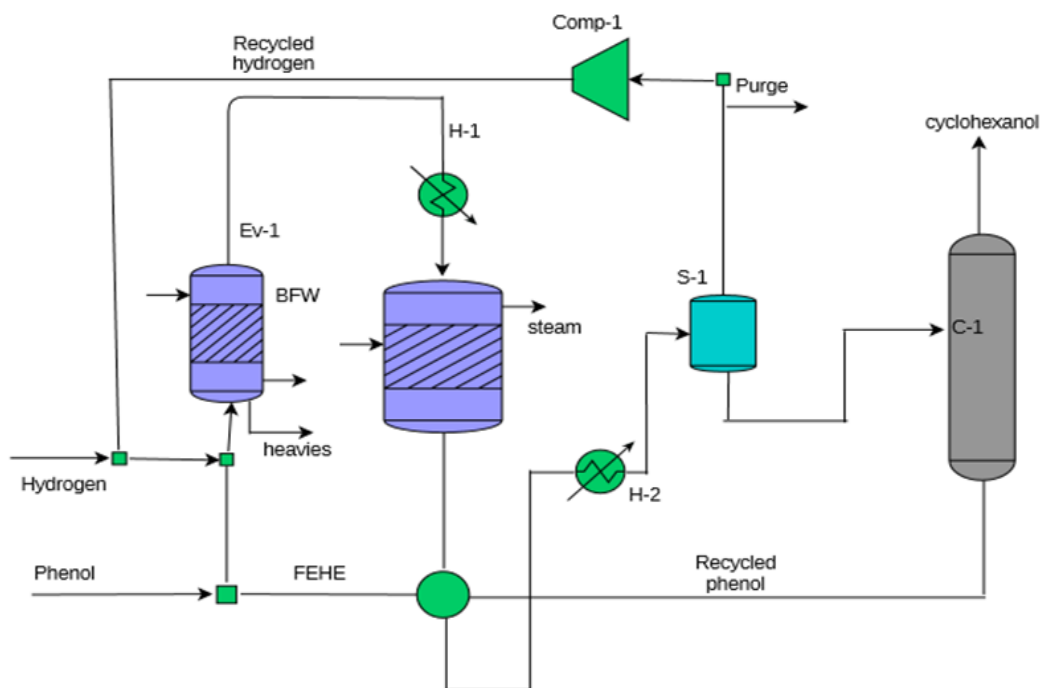 Comp-1
Recycled
hydrogen
Purge
cyclohexanol
H-1
Ev-1
S-1
BFW
steam
C-1
heavies
Hydrogen
H-2
Recycled
phenol
Phenol
FEHE